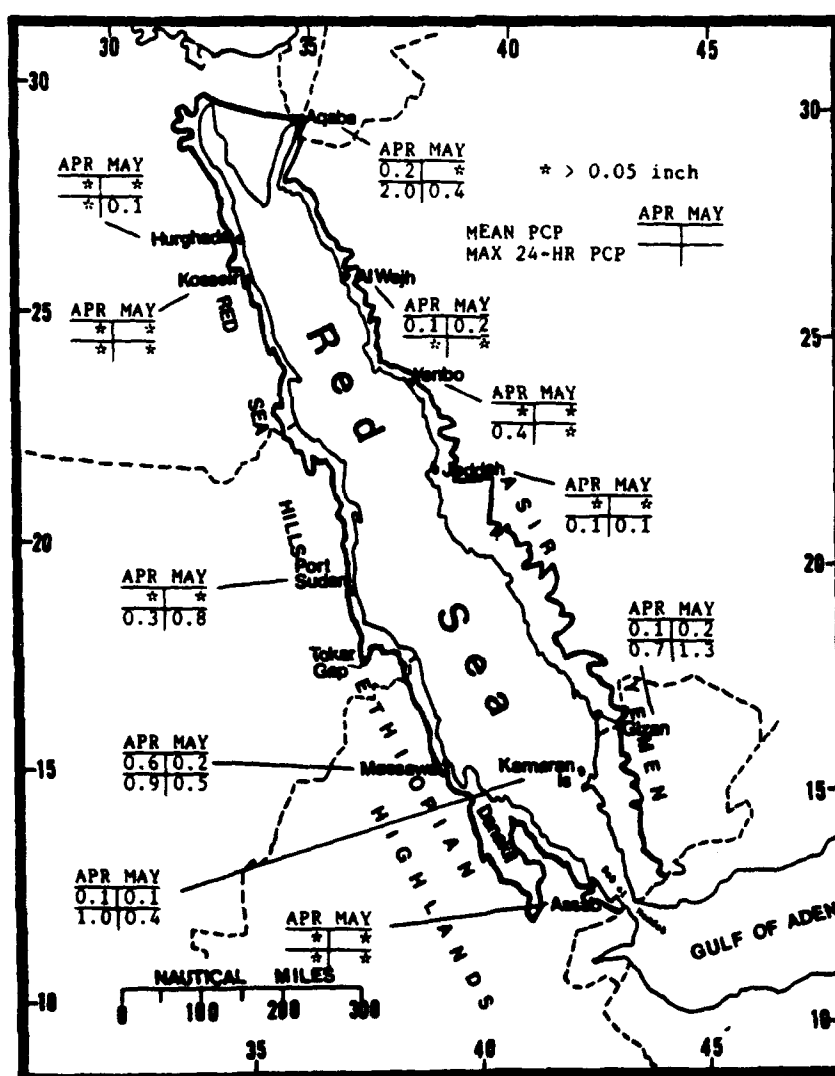 30 35 40 45
30 30
Aqaba
APR MAY
0.2 *
2.0 0.4
* > 0.05 inch
APR MAY
* *
* 0.1
MEAN PCP
MAX 24-HR PCP
APR MAY
Hurghada
Kosseir
Al Wejh
APR MAY
* *
* *
RED
SEA
HILLS
25 25
APR MAY
0.1 0.2
* *
Red
Sea
Yenbo
APR MAY
* *
0.4 *
Jeddah
APR MAY
* *
0.1 0.1
ASIR
20 20
Port
Sudan
APR MAY
* *
0.3 0.8
APR MAY
0.1 0.2
0.7 1.3
Tokar
Gap
ETHIOPIAN
HIGHLANDS
YEMEN
Gizan
APR MAY
0.6 0.2
0.9 0.5
Massawa
Kamaran
Is
15 15
Danakil
APR MAY
0.1 0.1
1.0 0.4
APR MAY
* *
* *
Assab
GULF OF ADEN
NAUTICAL MILES
0 100 200 300
10 10
35 40 45